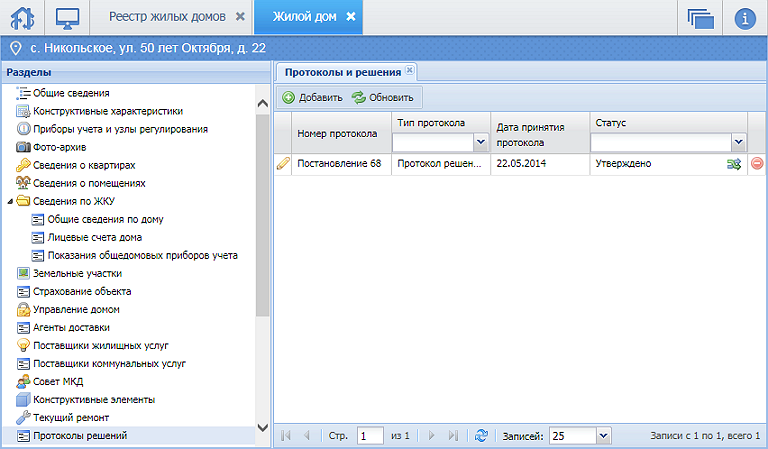 Реестр жилых домов
Жилой дом
с. Никольское, ул. 50 лет Октября, д. 22
Разделы
Общие сведения
Конструктивные характеристики
Приборы учета и узлы регулирования
Фото-архив
Сведения о квартирах
Сведения о помещениях
Сведения по ЖКУ
Общие сведения по дому
Лицевые счета дома
Показания общедомовых приборов учета
Земельные участки
Страхование объекта
Управление домом
Агенты доставки
Поставщики жилищных услуг
Поставщики коммунальных услуг
Совет МКД
Конструктивные элементы
Текущий ремонт
Протоколы решений
Протоколы и решения
Добавить Обновить
Номер протокола
Тип протокола
Дата принятия
протокола
Статус
Постановление 68 Протокол решен... 22.05.2014 Утверждено
Стр. 1 из 1 Записей: 25 Записи с 1 по 1, всего 1